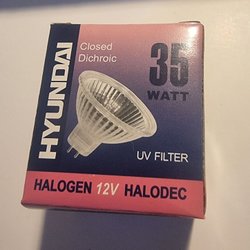 HYUNDAI
Closed
Dichroic
35
WATT
UV FILTER
HALOGEN 12V HALODEC